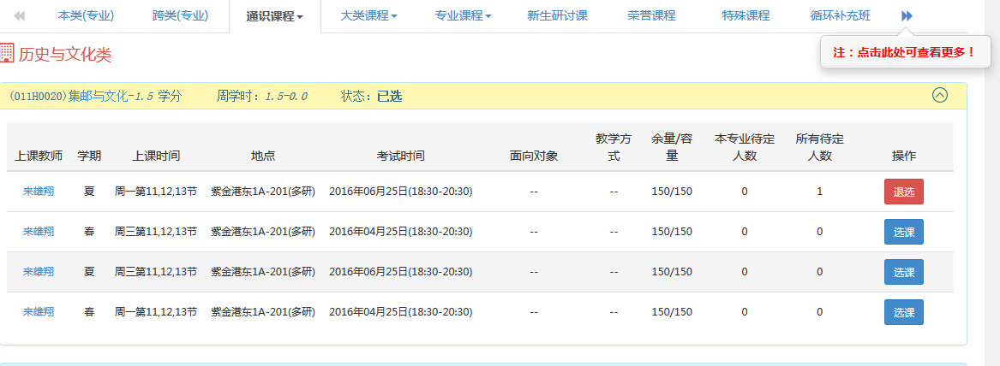 本类(专业) 跨类(专业) 通识课程 大类课程 专业课程 新生研讨课 荣誉课程 特殊课程 循环补充班
注：点击此处可查看更多！
历史与文化类
(011H0020)集邮与文化-1.5 学分 周学时：1.5-0.0 状态：已选
上课教师 学期 上课时间 地点 考试时间 面向对象 教学方式 余量/容量 本专业待定人数 所有待定人数 操作
来雄翔 夏 周一第11,12,13节 紫金港东1A-201(多研) 2016年06月25日(18:30-20:30) -- -- 150/150 0 1 退选
来雄翔 春 周三第11,12,13节 紫金港东1A-201(多研) 2016年04月25日(18:30-20:30) -- -- 150/150 0 0 选课
来雄翔 夏 周三第11,12,13节 紫金港东1A-201(多研) 2016年06月25日(18:30-20:30) -- -- 150/150 0 0 选课
来雄翔 春 周一第11,12,13节 紫金港东1A-201(多研) 2016年04月25日(18:30-20:30) -- -- 150/150 0 0 选课